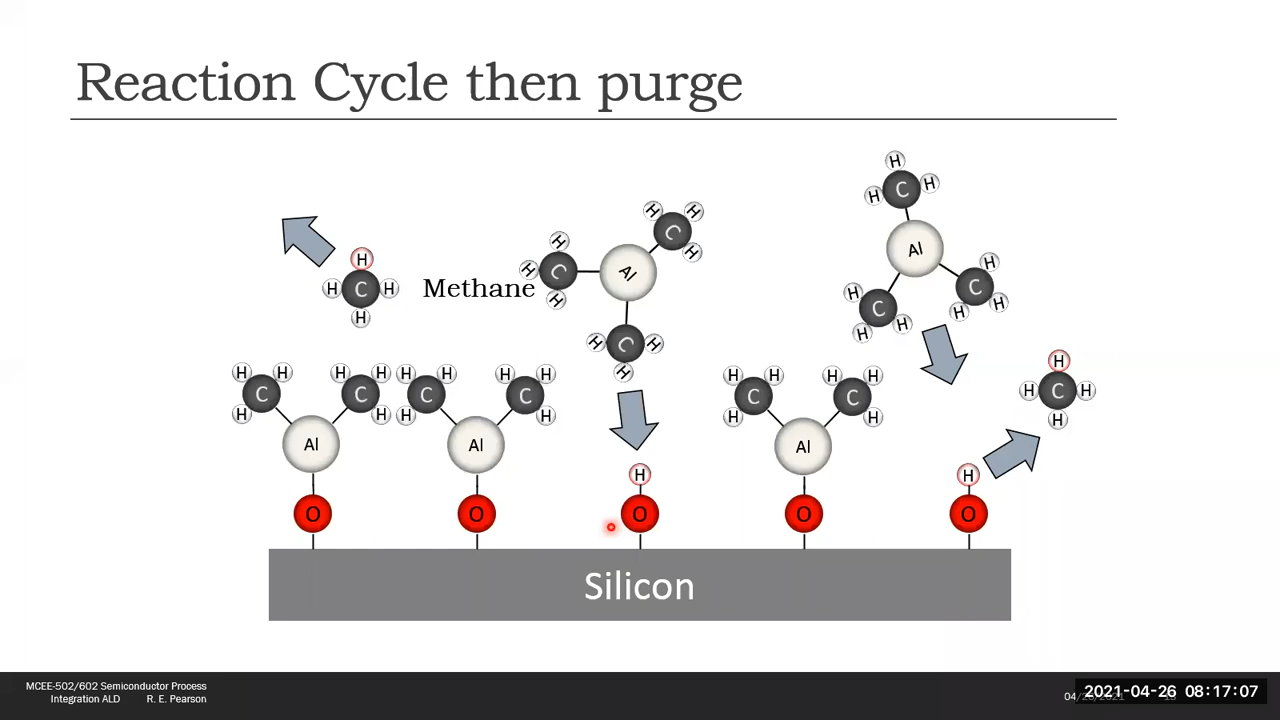 Reaction Cycle then purge
H
H C H
H
Methane
H
H C
H
Al
H H
C H
H C H
H
H
H C H
Al
H
C H
H
H
C
H H
H
H C H
H
H H
C
H
H H
C
H
Al
O
H H
C
H
H H
C
H
Al
O
H
O
H H
C
H
H H
C
H
Al
O
H
O
Silicon
MCEE-502/602 Semiconductor Process
Integration ALD R. E. Pearson
2021-04-26 08:17:07